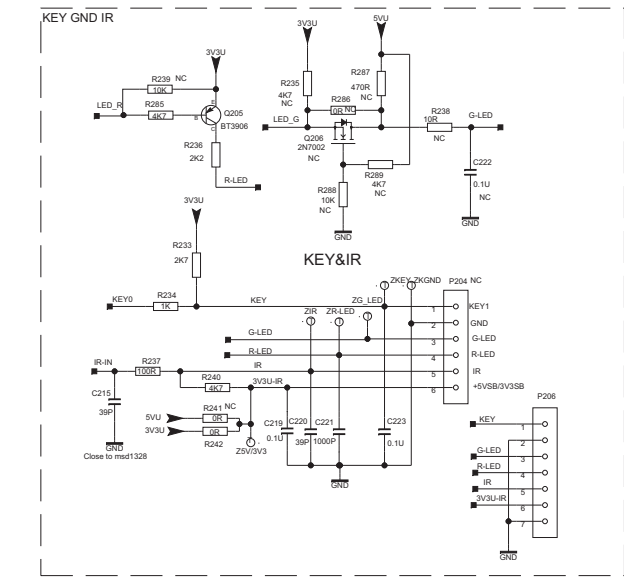 KEY GND IR
3V3U
R239 NC
10K
LED_R
R285
4K7
E
B
C
Q205
BT3906
R236
2K2
R-LED
3V3U
5VU
R235
4K7
NC
R287
470R
NC
R286
0R NC
LED_G
Q206
2N7002
NC
R238
10R
NC
G-LED
R289
4K7
NC
R288
10K
NC
GND
C222
0.1U
NC
GND
3V3U
R233
2K7
KEY&IR
KEY0
R234
1K
KEY
ZIR
ZR-LED
ZG_LED
ZKEY
ZKGND
P204 NC
1 KEY1
2 GND
G-LED
3 G-LED
R-LED
4 R-LED
IR-IN
R237
100R
IR
5 IR
R240
4K7
3V3U-IR
6 +5VSB/3V3SB
C215
39P
GND
Close to msd1328
5VU
R241 NC
0R
3V3U
0R
R242
Z5V/3V3
C219
0.1U
C220
39P
C221
1000P
C223
0.1U
GND
P206
KEY
1
2
G-LED
3
R-LED
4
IR
5
3V3U-IR
6
7
GND